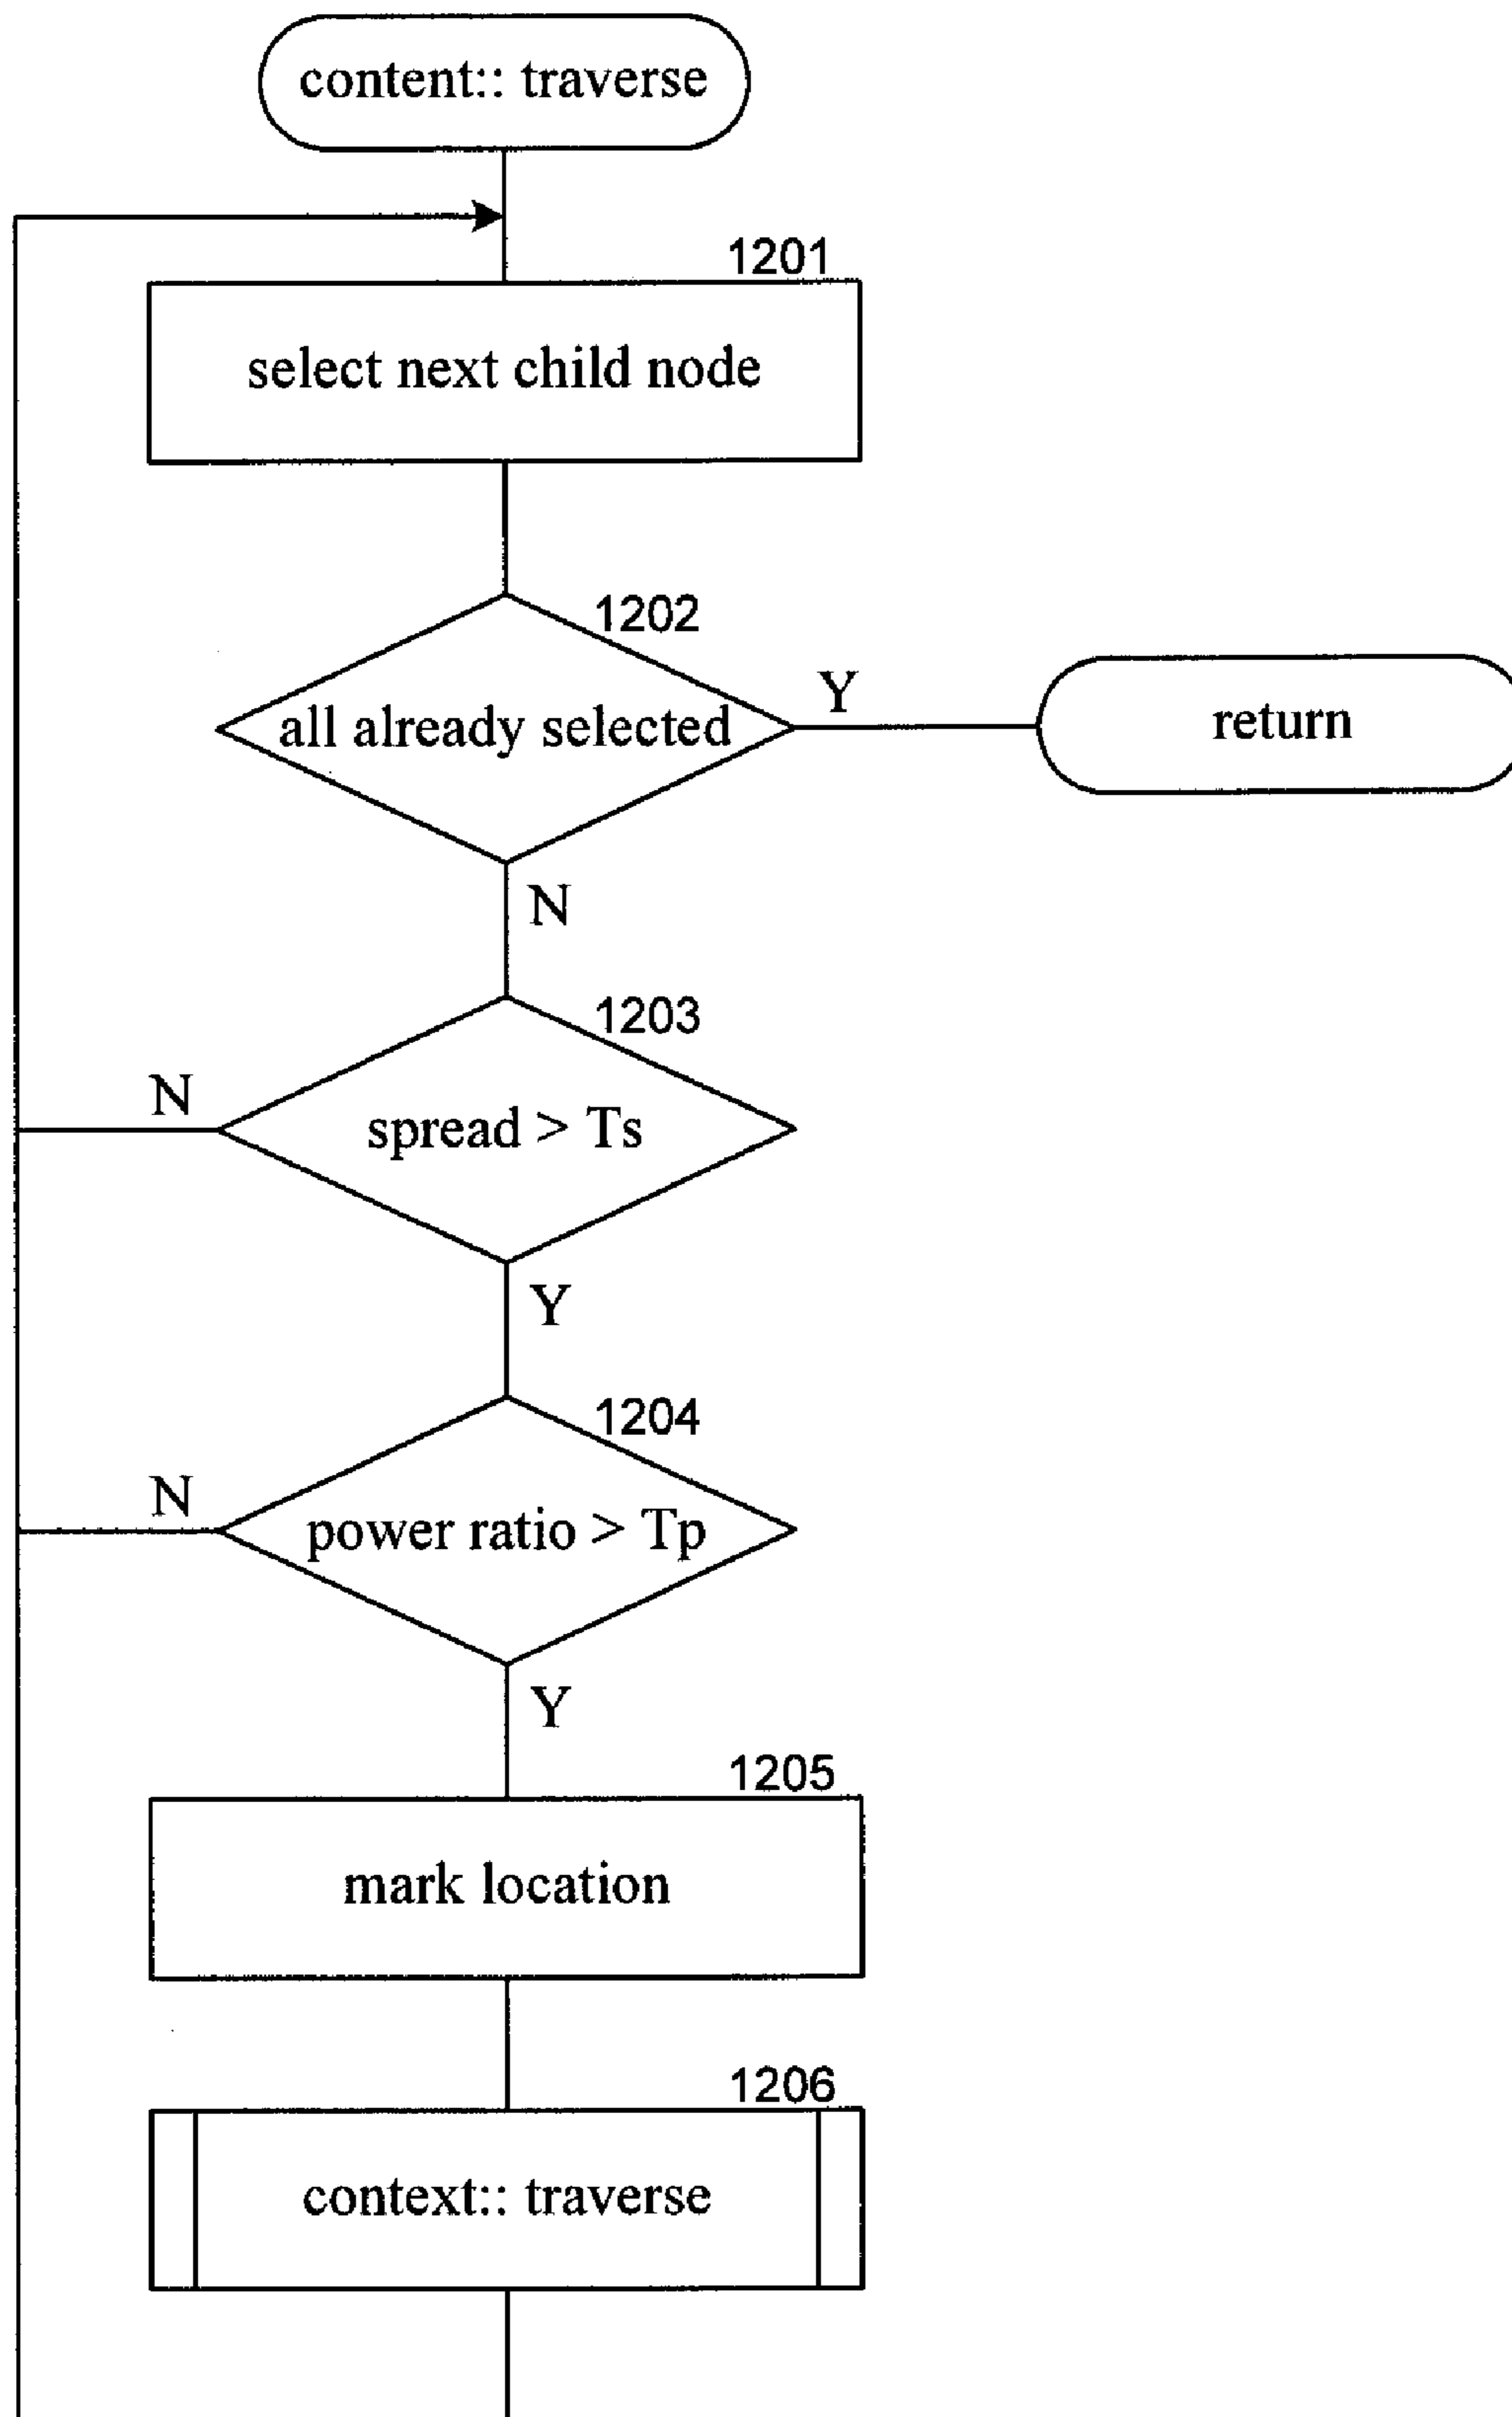 content:: traverse
1201
select next child node
1202
all already selected
Y
return
N
1203
N
spread > Ts
Y
1204
N
power ratio > Tp
Y
1205
mark location
1206
context:: traverse